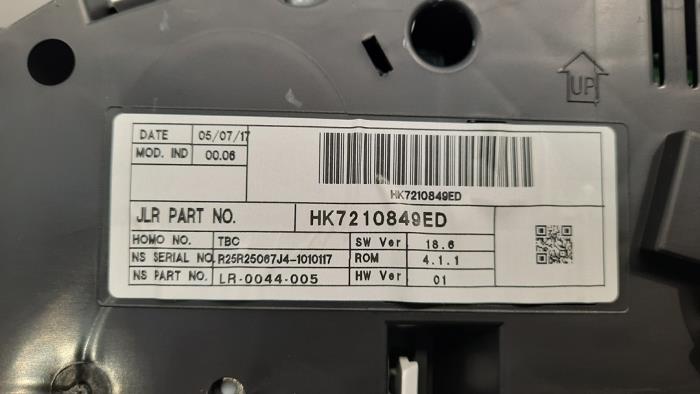 UP
DATE 05/07/17
MOD. IND 00.06
HK7210849ED
JLR PART NO. HK7210849ED
HOMO NO. TBC SW Ver 18.6
NS SERIAL NO. R25R25067J4-1010117 ROM 4.1.1
NS PART NO. LR-0044-005 HW Ver 01